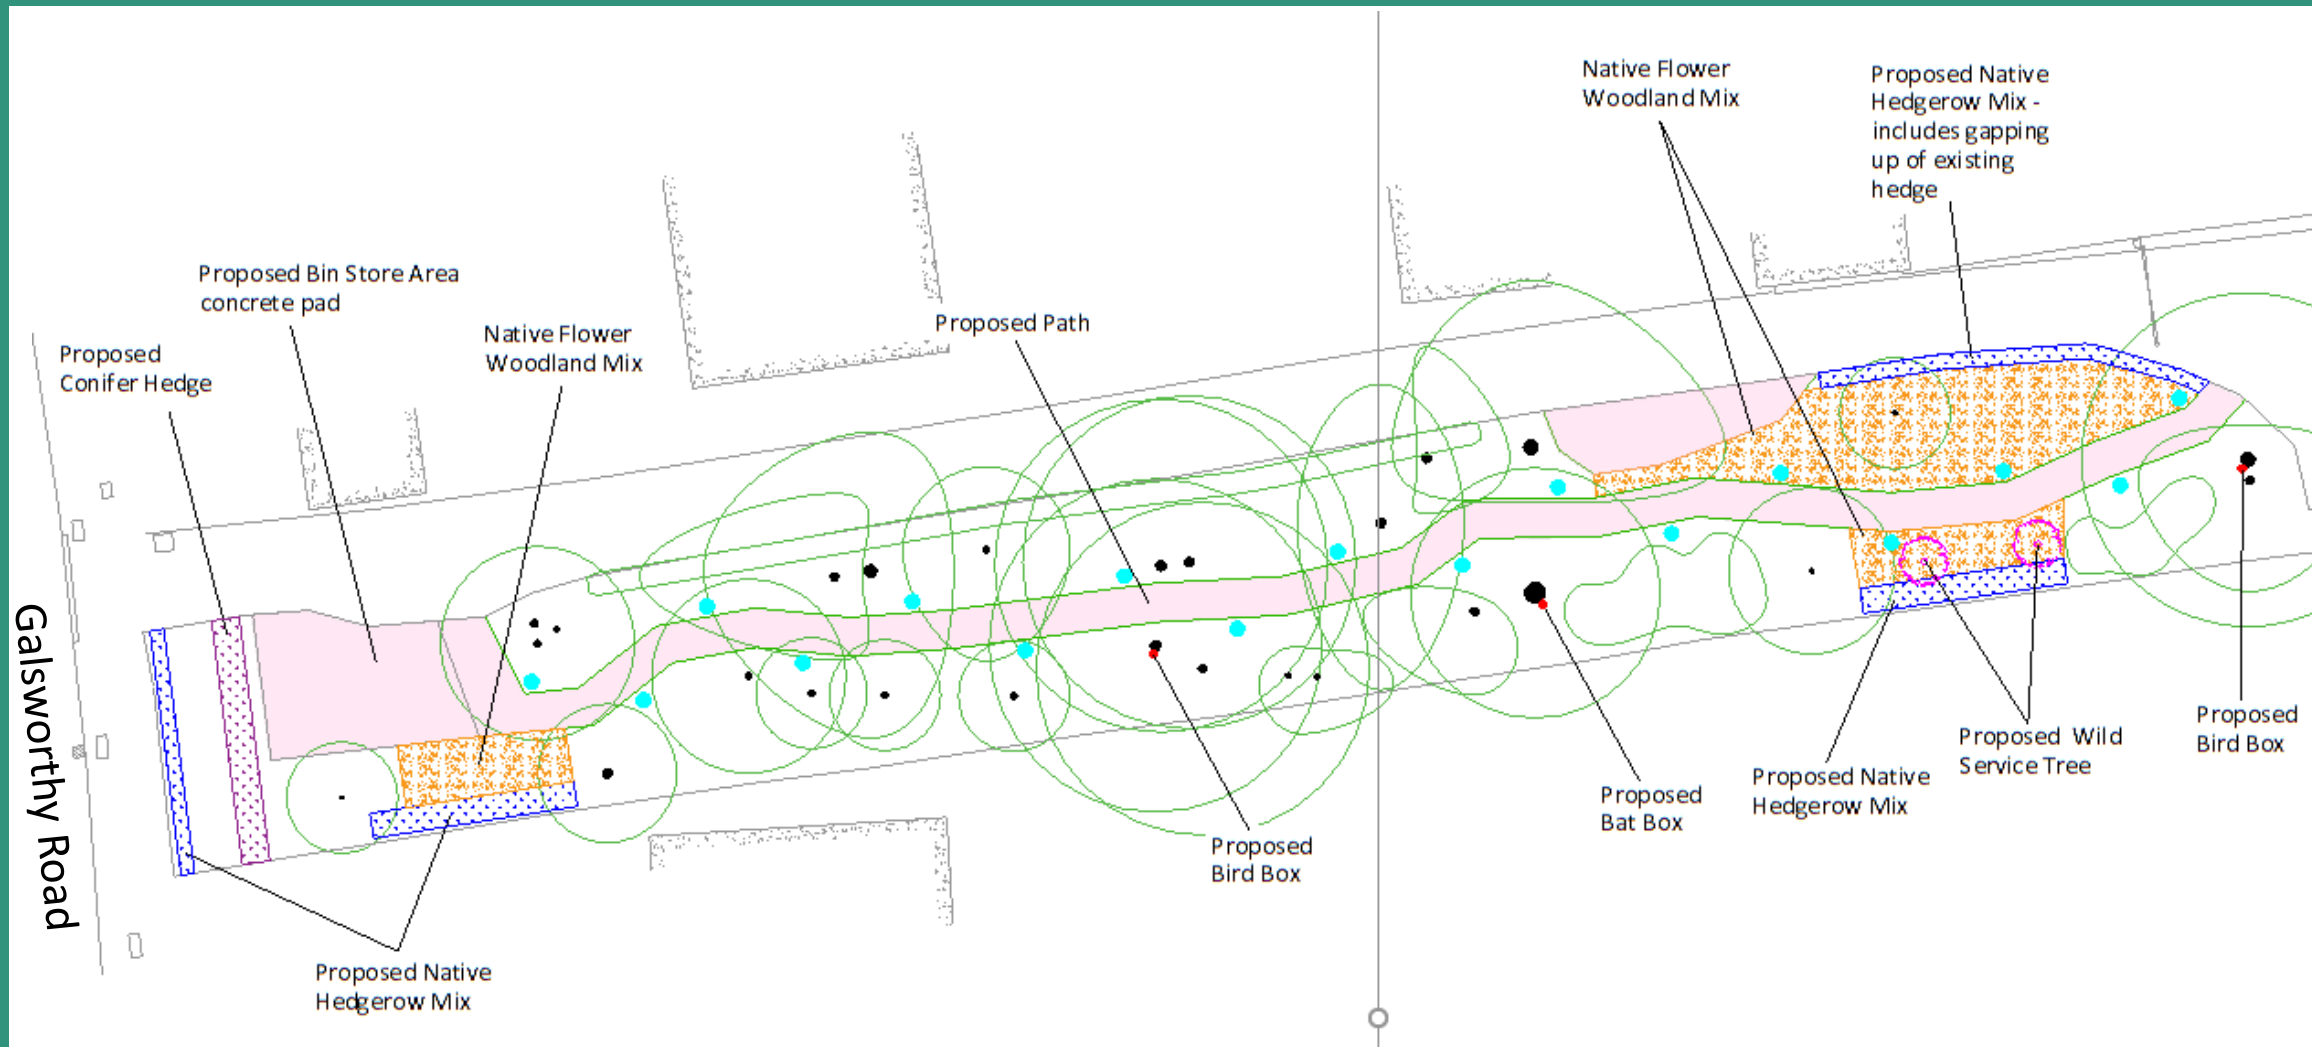 Native Flower
Woodland Mix
Proposed Native
Hedgerow Mix -
includes gapping
up of existing
hedge
Proposed Bin Store Area
concrete pad
Native Flower
Woodland Mix
Proposed Path
Proposed
Conifer Hedge
Galsworthy Road
Proposed
Bird Box
Proposed Wild
Service Tree
Proposed Native
Hedgerow Mix
Proposed
Bat Box
Proposed
Bird Box
Proposed Native
Hedgerow Mix